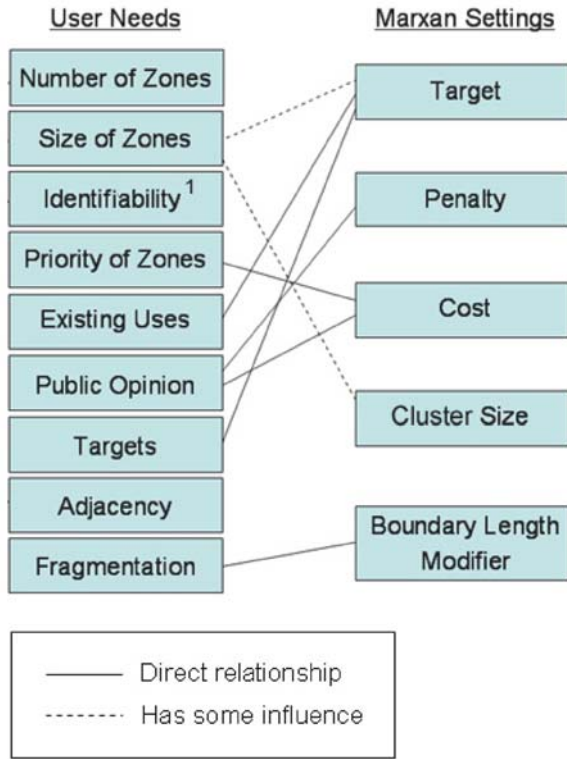 User Needs
Number of Zones
Size of Zones
Identifiability 1
Priority of Zones
Existing Uses
Public Opinion
Targets
Adjacency
Fragmentation
Marxan Settings
Target
Penalty
Cost
Cluster Size
Boundary Length
Modifier
Direct relationship
Has some influence